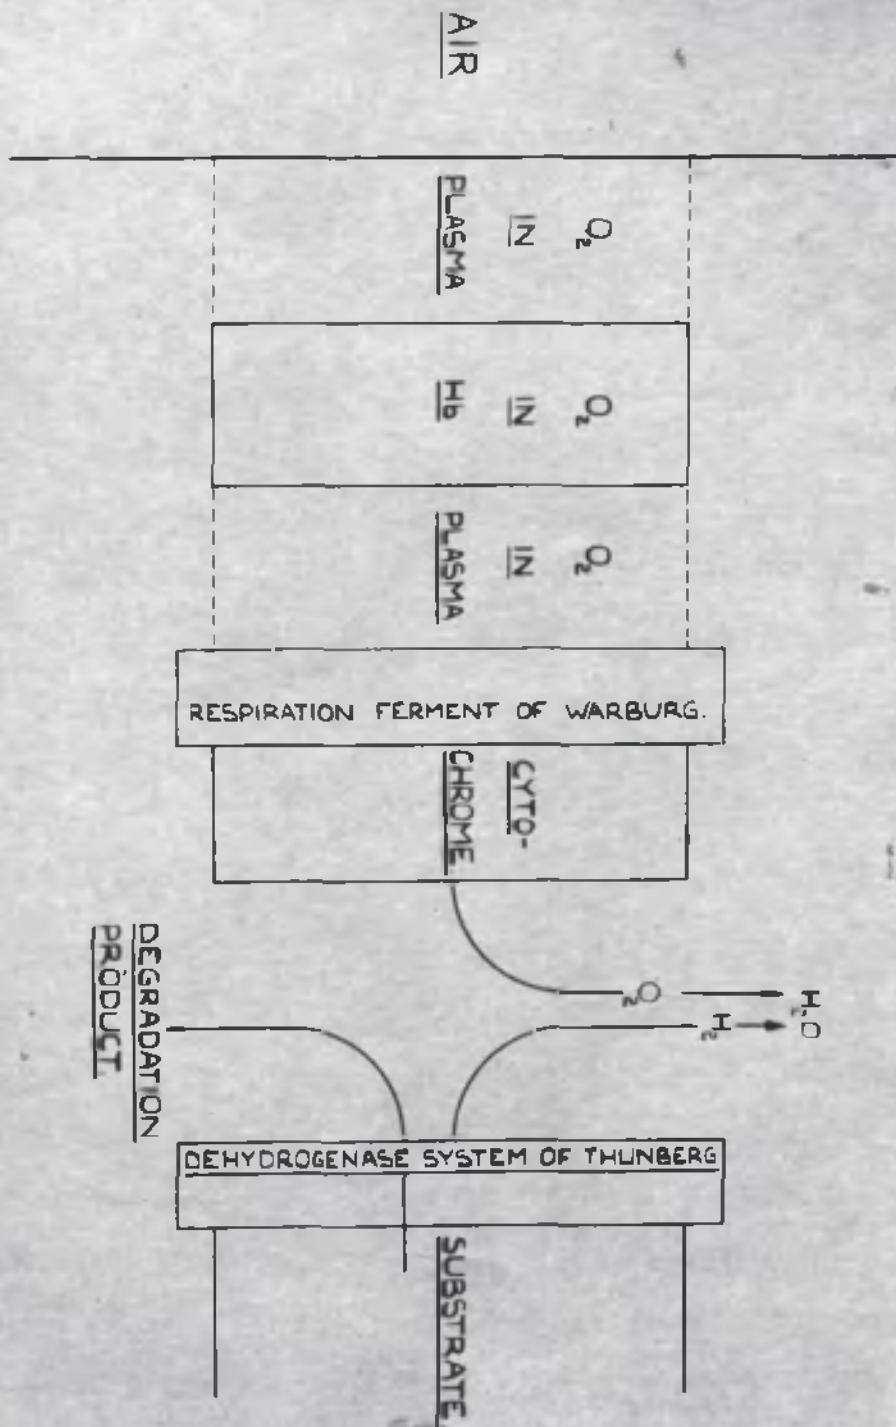 AIR
O₂
IN
PLASMA
O₂
IN
Hb
O₂
IN
PLASMA
RESPIRATION FERMENT OF WARBURG.
CYTO-
CHROME
O₂
H₂O
H₂
DEGRADATION
PRODUCT
DEHYDROGENASE SYSTEM OF THUNBERG
SUBSTRATE